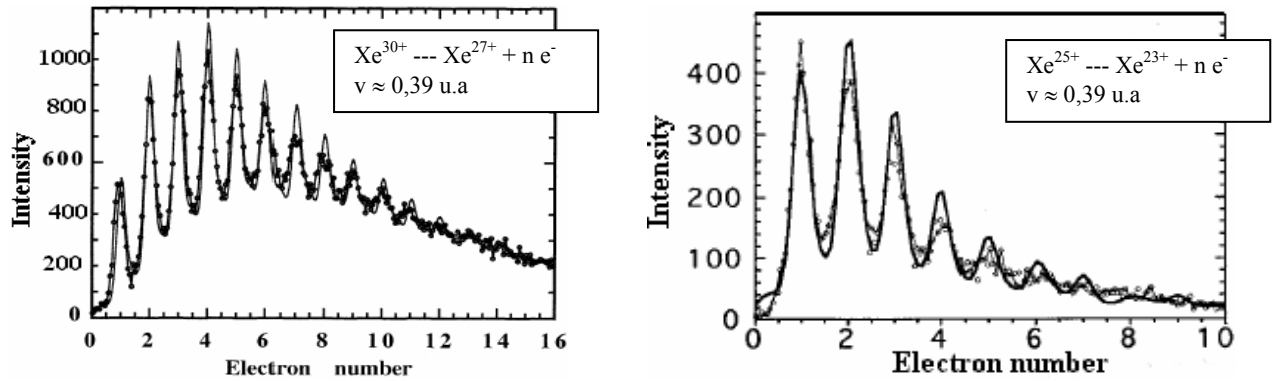 1000
800
600
400
200
0
Intensity
0 2 4 6 8 10 12 14 16
Electron number
Xe³⁰⁺ --- Xe²⁷⁺ + n e⁻
v ≈ 0,39 u.a
400
300
200
100
0
Intensity
0 2 4 6 8 10
Electron number
Xe²⁵⁺ --- Xe²³⁺ + n e⁻
v ≈ 0,39 u.a